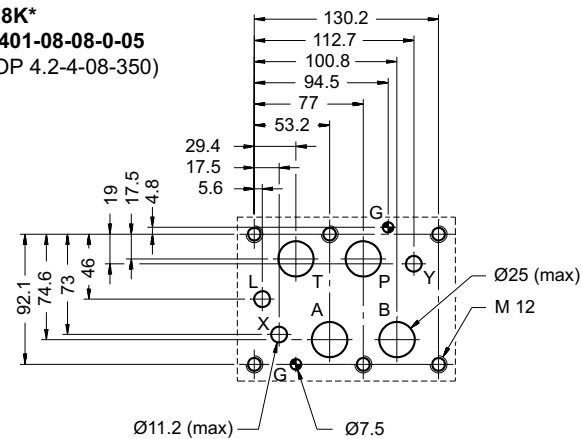 8K*
401-08-08-0-05
OP 4.2-4-08-350)
130.2
112.7
100.8
94.5
77
53.2
29.4
17.5
5.6
19
17.5
4.8
G
92.1
74.6
73
46
L
T
P
Y
X
A
B
Ø25 (max)
M 12
G
Ø11.2 (max)
Ø7.5